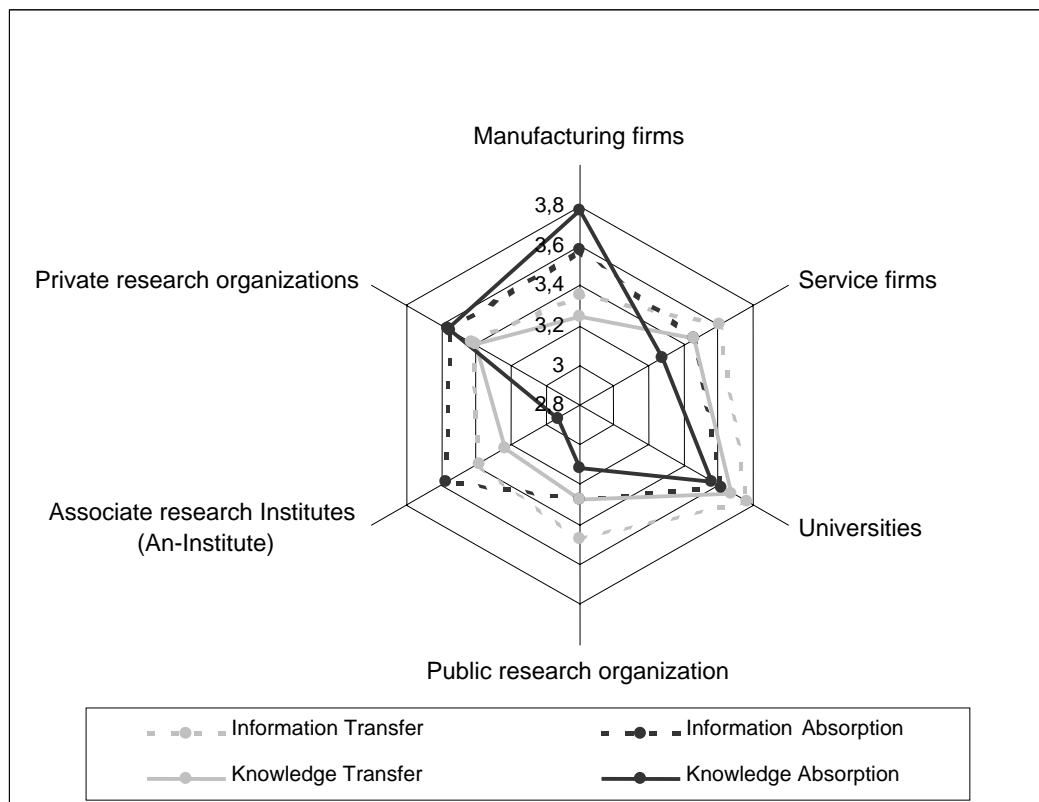 Manufacturing firms
3,8
3,6
Private research organizations
3,4
Service firms
3,2
3
2,8
Associate research Institutes
(An-Institute)
Universities
Public research organization
Information Transfer
Information Absorption
Knowledge Transfer
Knowledge Absorption